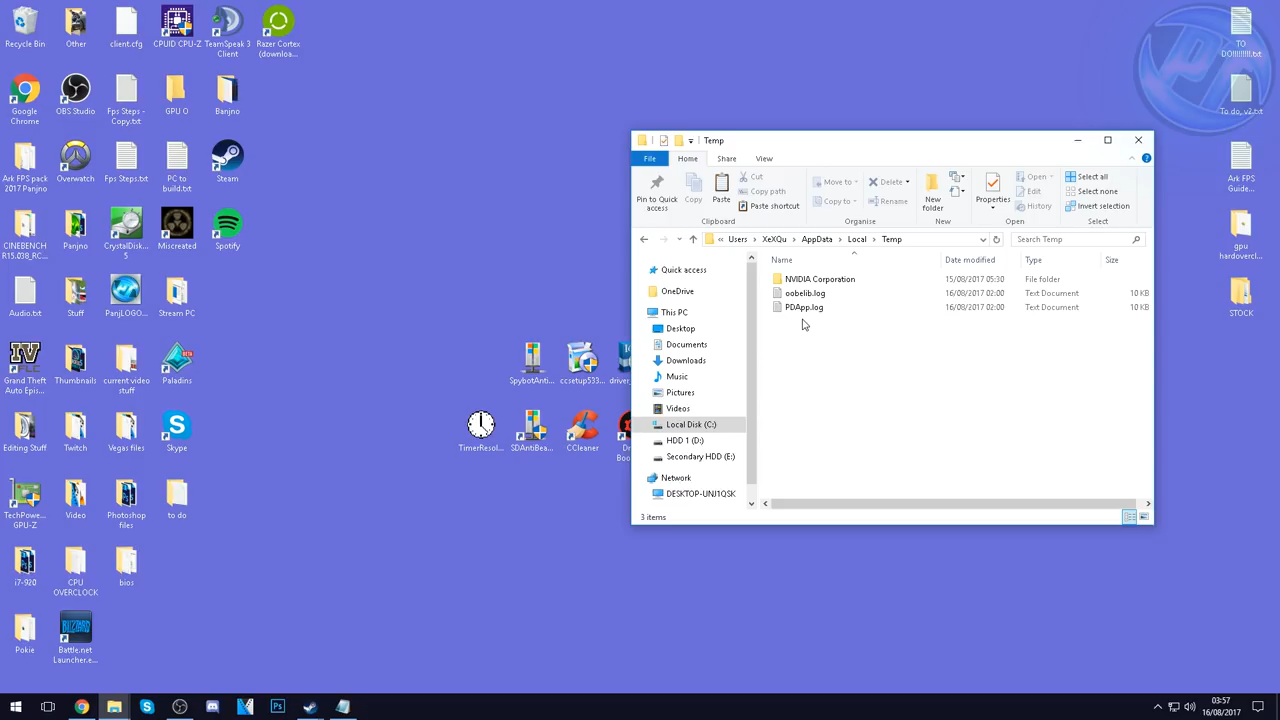 Recycle Bin
Other
client.cfg
CPUID CPU-Z
TeamSpeak 3
Client
Razer Cortex
(downloa...
Google
Chrome
OBS Studio
Fps Steps -
Copy.txt
GPU O
Banjno
Ark FPS pack
2017 Panjno
Overwatch
Fps Steps.txt
PC to
build.txt
Steam
CINEBENCH
R15.038_RC...
Panjno
CrystalDisk...
5
Miscreated
Spotify
Audio.txt
Stuff
PanjLOGO...
Stream PC
Grand Theft
Auto Epis...
Thumbnails
current video
stuff
Paladins
Editing Stuff
Twitch
Vegas files
Skype
TechPowe...
GPU-Z
Video
Photoshop
files
to do
i7-920
CPU
OVERCLOCK
bios
Pokie
Battle.net
Launcher.e...
SpybotAnti...
ccsetup533...
driver_
TimerResol...
SDAntiBea...
CCleaner
Dr
Boo
TO
DO!!!!!!!!!.txt
To do, v2.txt
Ark FPS
Guide...
gpu
hardovercl...
STOCK
Temp
File
Home
Share
View
Pin to Quick
access
Copy
Paste
Cut
Copy path
Paste shortcut
Clipboard
Move to
Copy to
Delete
Rename
Organise
New
folder
New
Properties
Open
Edit
History
Open
Select all
Select none
Invert selection
Select
« Users > XeXQu > AppData > Local > Temp
Search Temp
Name
Date modified
Type
Size
NVIDIA Corporation 15/08/2017 05:30 File folder
oobelib.log 16/08/2017 02:00 Text Document 10 KB
PDApp.log 16/08/2017 02:00 Text Document 10 KB
Quick access
OneDrive
This PC
Desktop
Documents
Downloads
Music
Pictures
Videos
Local Disk (C:)
HDD 1 (D:)
Secondary HDD (E:)
Network
DESKTOP-UNJ1QSK
3 items
03:57
16/08/2017